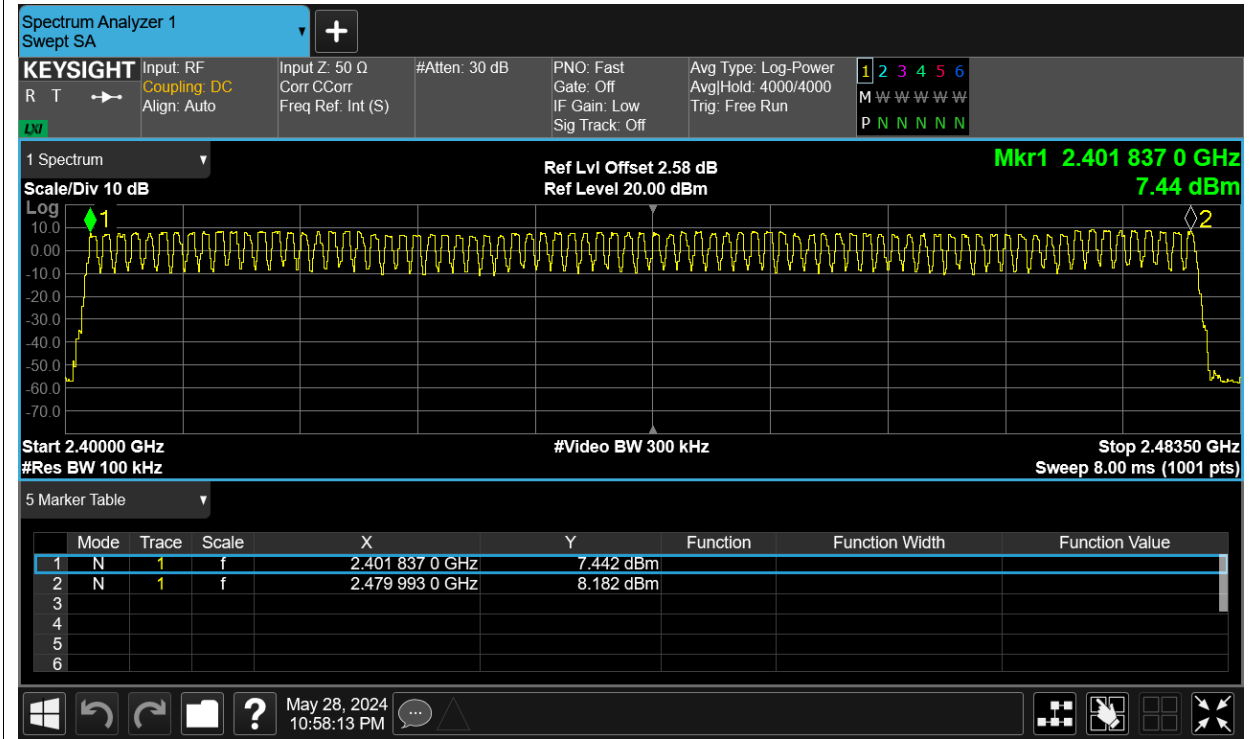 Spectrum Analyzer 1
Swept SA
KEYSIGHT
R T
LXI
Input: RF
Coupling: DC
Align: Auto
Input Z: 50 Ω
Corr CCorr
Freq Ref: Int (S)
#Atten: 30 dB
PNO: Fast
Gate: Off
IF Gain: Low
Sig Track: Off
Avg Type: Log-Power
Avg|Hold: 4000/4000
Trig: Free Run
1 2 3 4 5 6
M W W W W W
P N N N N N
1 Spectrum
Scale/Div 10 dB
Ref Lvl Offset 2.58 dB
Ref Level 20.00 dBm
Mkr1 2.401 837 0 GHz
7.44 dBm
Log
1
2
10.0
0.00
-10.0
-20.0
-30.0
-40.0
-50.0
-60.0
-70.0
Start 2.40000 GHz
#Video BW 300 kHz
Stop 2.48350 GHz
#Res BW 100 kHz
Sweep 8.00 ms (1001 pts)
5 Marker Table
Mode Trace Scale X Y Function Function Width Function Value
1 N 1 f 2.401 837 0 GHz 7.442 dBm
2 N 1 f 2.479 993 0 GHz 8.182 dBm
3
4
5
6
?
May 28, 2024
10:58:13 PM